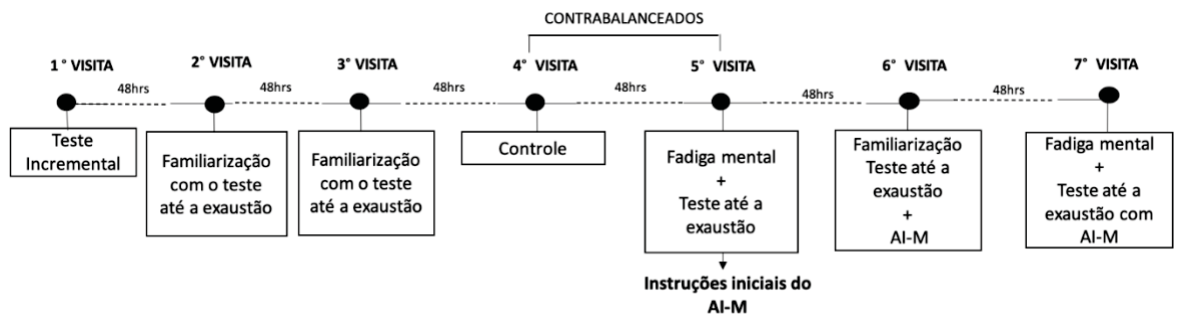 CONTRABALANCEADOS
1° VISITA
2° VISITA
3° VISITA
4° VISITA
5° VISITA
6° VISITA
7° VISITA
48hrs
48hrs
48hrs
48hrs
48hrs
48hrs
Teste
Incremental
Familiarização
com o teste
até a exaustão
Familiarização
com o teste
até a exaustão
Controle
Fadiga mental
+
Teste até a
exaustão
Instruções iniciais do
AI-M
Familiarização
Teste até a
exaustão
+
AI-M
Fadiga mental
+
Teste até a
exaustão com
AI-M